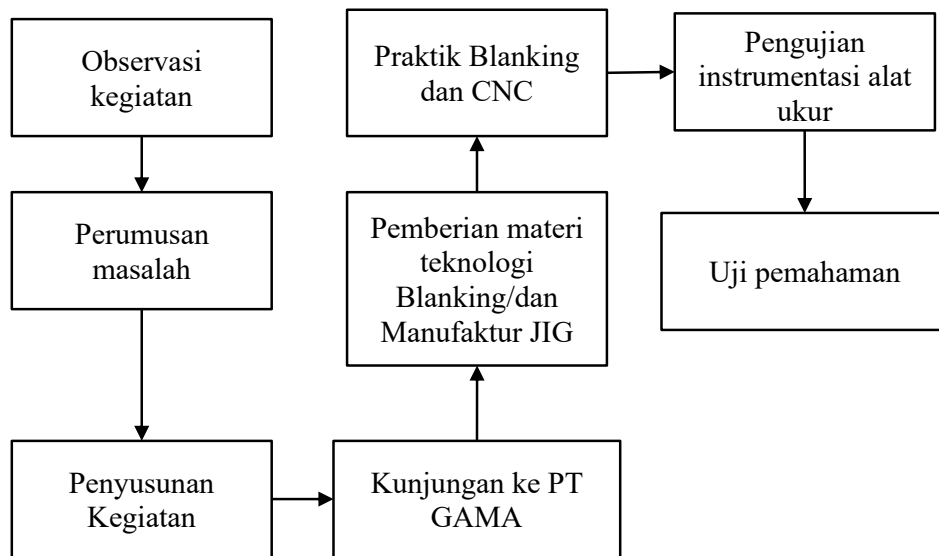 Observasi
kegiatan
Perumusan
masalah
Penyusunan
Kegiatan
Kunjungan ke PT
GAMA
Pemberian materi
teknologi
Blanking/dan
Manufaktur JIG
Praktik Blanking
dan CNC
Pengujian
instrumentasi alat
ukur
Uji pemahaman